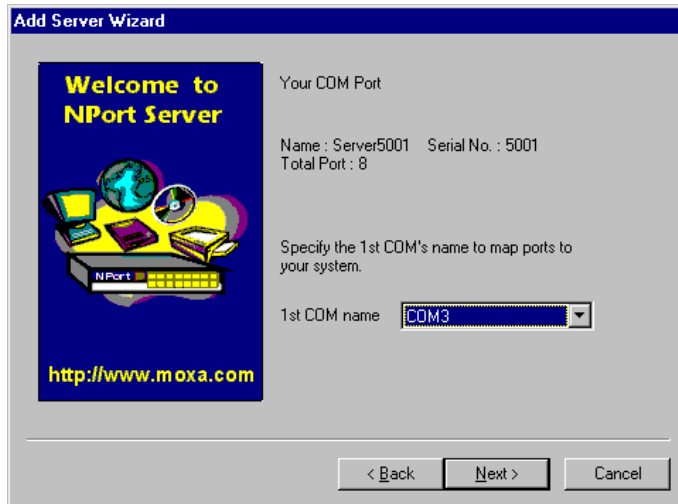 Add Server Wizard
Welcome to
NPort Server
NPort
http://www.moxa.com
Your COM Port
Name : Server5001 Serial No. : 5001
Total Port : 8
Specify the 1st COM's name to map ports to
your system.
1st COM name COM3
< Back Next > Cancel